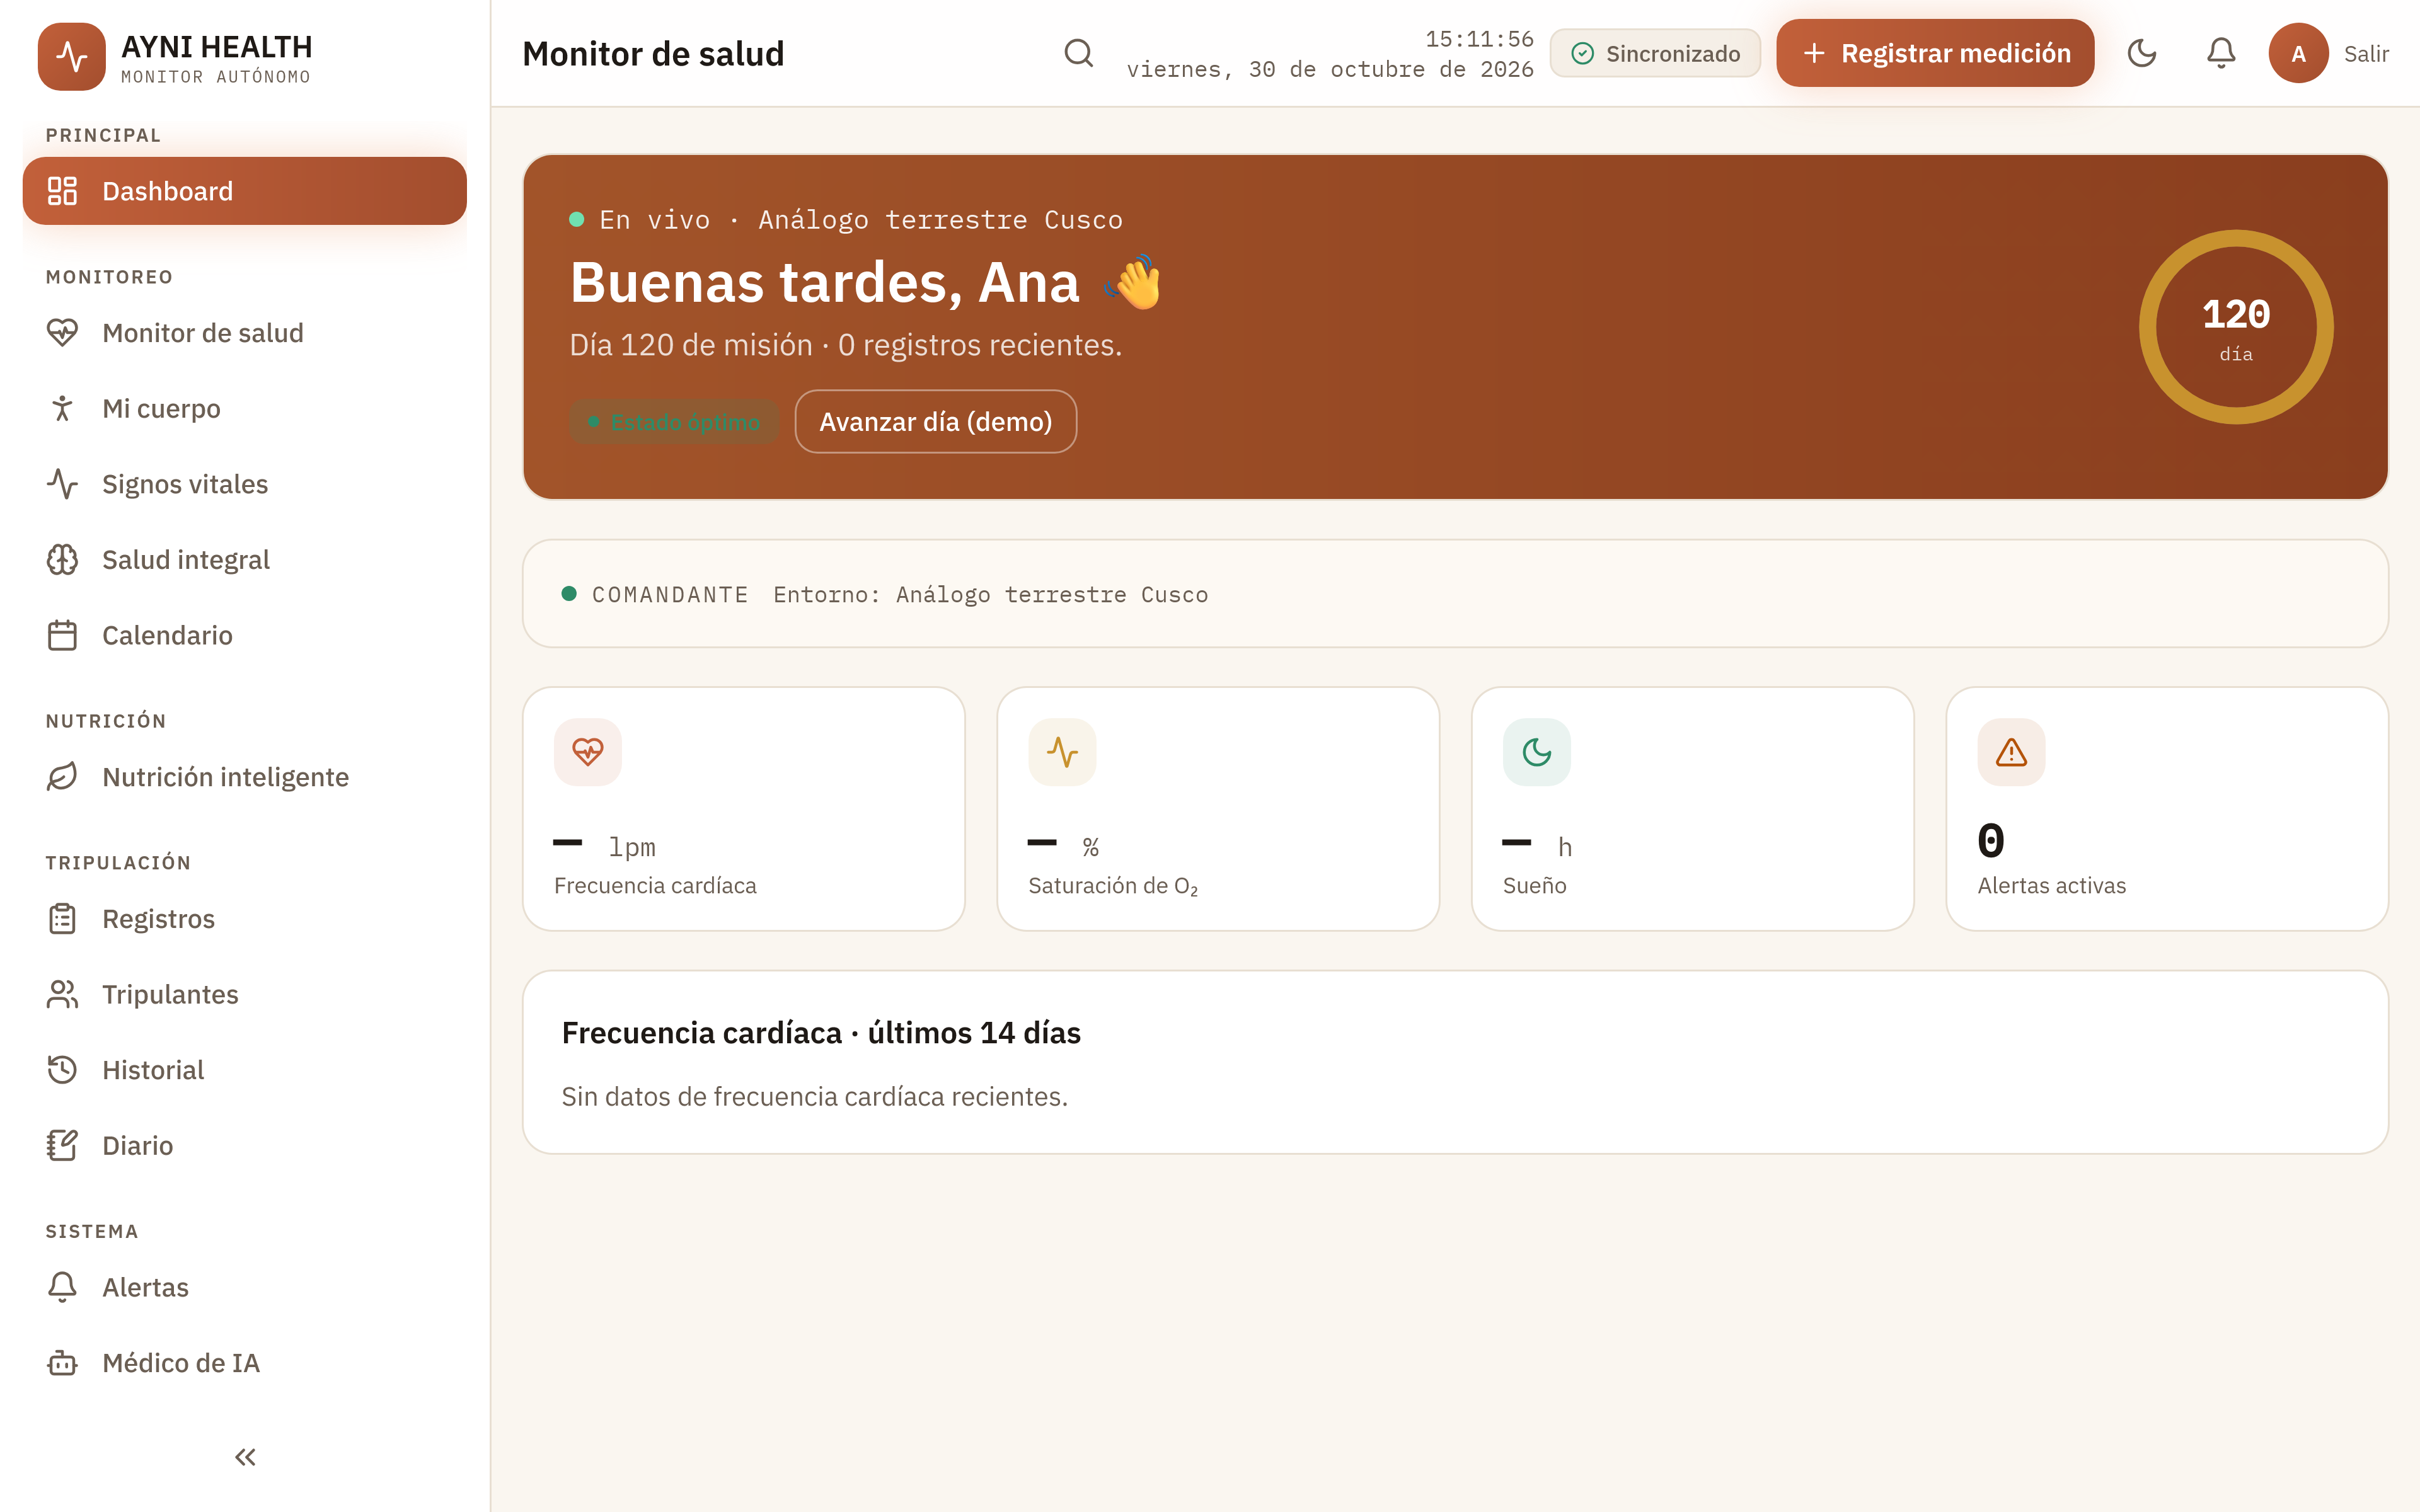 AYNI HEALTH
MONITOR AUTÓNOMO
PRINCIPAL
Dashboard
MONITOREO
Monitor de salud
Mi cuerpo
Signos vitales
Salud integral
Calendario
NUTRICIÓN
Nutrición inteligente
TRIPULACIÓN
Registros
Tripulantes
Historial
Diario
SISTEMA
Alertas
Médico de IA
Monitor de salud
15:11:56
viernes, 30 de octubre de 2026
Sincronizado
Registrar medición
A
Salir
En vivo · Análogo terrestre Cusco
Buenas tardes, Ana 👋
Día 120 de misión · 0 registros recientes.
Estado óptimo
Avanzar día (demo)
120
día
COMANDANTE Entorno: Análogo terrestre Cusco
— lpm
Frecuencia cardíaca
— %
Saturación de O₂
— h
Sueño
0
Alertas activas
Frecuencia cardíaca · últimos 14 días
Sin datos de frecuencia cardíaca recientes.